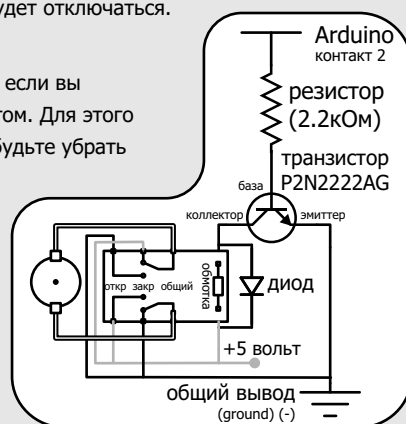 удет отключаться.
если вы
том. Для этого
будьте убрать
Arduino
контакт 2
резистор
(2.2кОм)
транзистор
P2N2222AG
база
коллектор
эмиттер
откр закр общий
обмотка
диод
+5 вольт
общий вывод
(ground) (-)